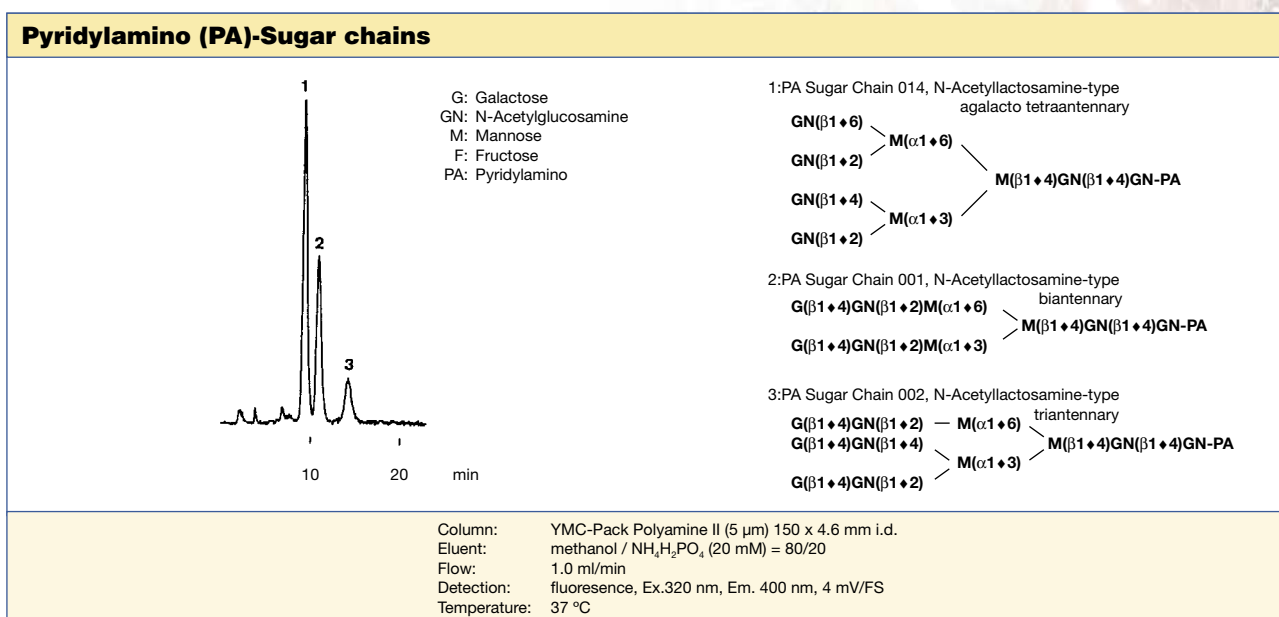 Pyridylamino (PA)-Sugar chains
1
2
3
10 20 min
G: Galactose
GN: N-Acetylglucosamine
M: Mannose
F: Fructose
PA: Pyridylamino
1:PA Sugar Chain 014, N-Acetyllactosamine-type
agalacto tetraantennary
GN(β1♦6)
M(α1♦6)
GN(β1♦2)
M(β1♦4)GN(β1♦4)GN-PA
GN(β1♦4)
M(α1♦3)
GN(β1♦2)
2:PA Sugar Chain 001, N-Acetyllactosamine-type
biantennary
G(β1♦4)GN(β1♦2)M(α1♦6)
M(β1♦4)GN(β1♦4)GN-PA
G(β1♦4)GN(β1♦2)M(α1♦3)
3:PA Sugar Chain 002, N-Acetyllactosamine-type
triantennary
G(β1♦4)GN(β1♦2) — M(α1♦6)
G(β1♦4)GN(β1♦4) M(β1♦4)GN(β1♦4)GN-PA
M(α1♦3)
G(β1♦4)GN(β1♦2)
Column: YMC-Pack Polyamine II (5 µm) 150 x 4.6 mm i.d.
Eluent: methanol / NH₄H₂PO₄ (20 mM) = 80/20
Flow: 1.0 ml/min
Detection: fluoresence, Ex.320 nm, Em. 400 nm, 4 mV/FS
Temperature: 37 ºC